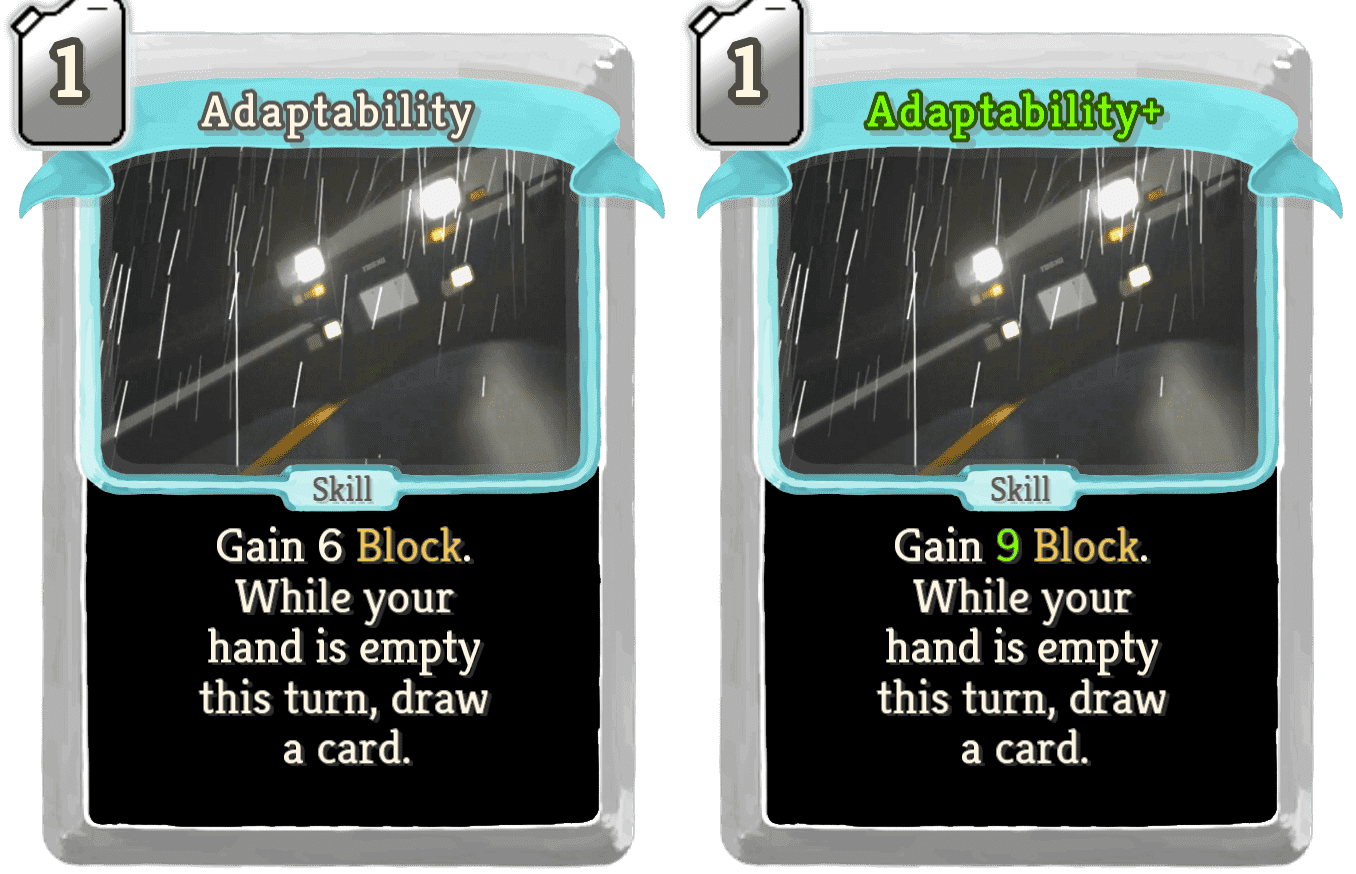 1
Adaptability
Skill
Gain 6 Block.
While your
hand is empty
this turn, draw
a card.
1
Adaptability+
Skill
Gain 9 Block.
While your
hand is empty
this turn, draw
a card.